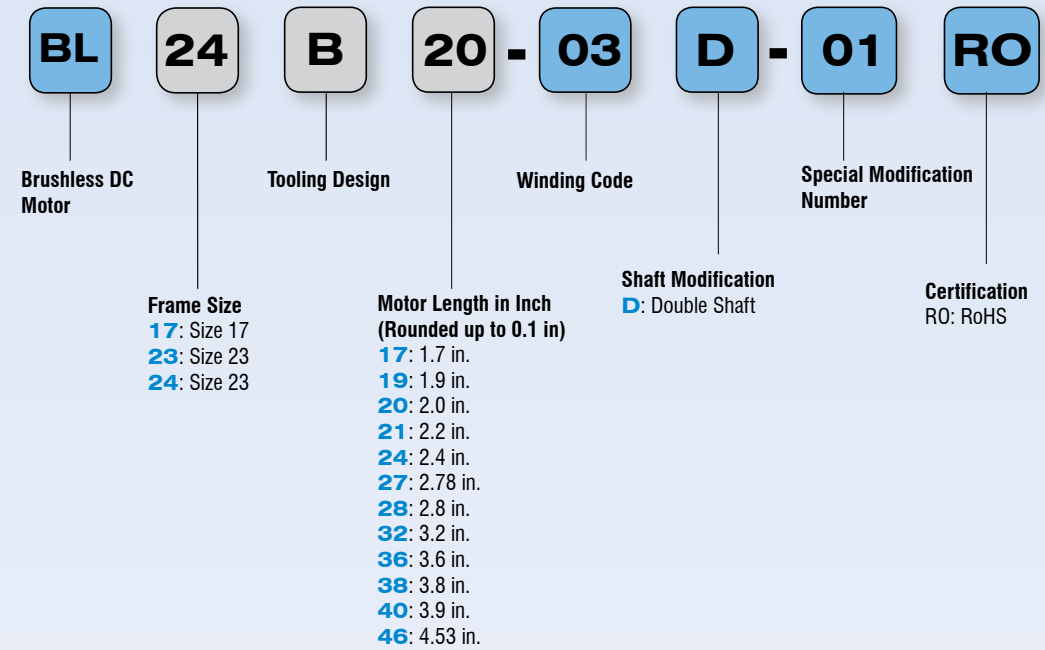 BL 24 B 20 - 03 D - 01 RO
Brushless DC
Motor
Tooling Design
Winding Code
Special Modification
Number
Frame Size
17: Size 17
23: Size 23
24: Size 23
Motor Length in Inch
(Rounded up to 0.1 in)
17: 1.7 in.
19: 1.9 in.
20: 2.0 in.
21: 2.2 in.
24: 2.4 in.
27: 2.78 in.
28: 2.8 in.
32: 3.2 in.
36: 3.6 in.
38: 3.8 in.
40: 3.9 in.
46: 4.53 in.
Shaft Modification
D: Double Shaft
Certification
RO: RoHS